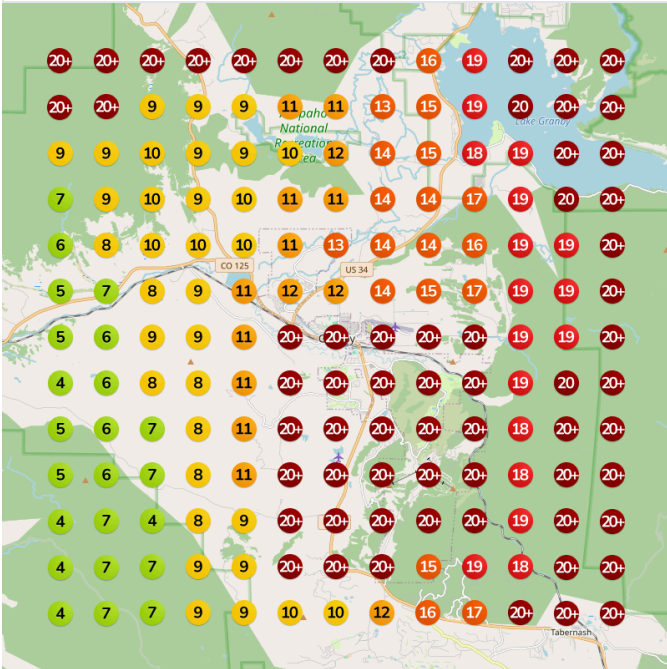 20+ 20+ 20+ 20+ 20+ 20+ 20+ 20+ 16 19 20+ 20+ 20+
20+ 20+ 9 9 9 11 11 13 15 19 20 20+ 20+
National
Lake Granby
9 9 10 9 9 10 12 14 15 18 19 20+ 20+
7 9 10 9 10 11 11 14 14 17 19 20 20+
6 8 10 10 10 11 13 14 14 16 19 19 20+
CO 125
US 34
5 7 8 9 11 12 12 14 15 17 19 19 20+
5 6 9 9 11 20+ 20+ 20+ 20+ 20+ 19 19 20+
4 6 8 8 11 20+ 20+ 20+ 20+ 20+ 19 20 20+
5 6 7 8 11 20+ 20+ 20+ 20+ 20+ 18 20+ 20+
5 6 7 8 11 20+ 20+ 20+ 20+ 20+ 18 20+ 20+
4 7 4 8 9 20+ 20+ 20+ 20+ 20+ 19 20+ 20+
4 7 7 9 9 20+ 20+ 20+ 15 19 18 20+ 20+
4 7 7 9 9 10 10 12 16 17 20+ 20+ 20+
Tabernash